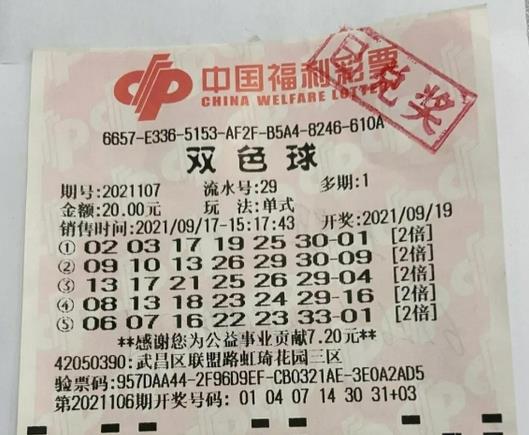 中国福利彩票
CHINA WELFARE LOTTERY
已兑奖
6657-E336-5153-AF2F-B5A4-8246-610A
双色球
期号:2021107 流水号:29 多期:1
金额:20.00元 玩 法:单式
销售时间:2021/09/17-15:17:43 开奖:2021/09/19
① 02 03 17 19 25 30-01 [2倍]
② 09 10 13 26 29 30-09 [2倍]
③ 13 17 21 25 26 29-04 [2倍]
④ 08 13 18 23 24 29-16 [2倍]
⑤ 06 07 16 22 23 33-01 [2倍]
**感谢您为公益事业贡献7.20元**
42050390:武昌区联盟路虹琦花园三区
验票码:957DAA44-2F96D9EF-CB0321AE-3E0A2AD5
第2021106期开奖号码: 01 04 07 14 30 31+03